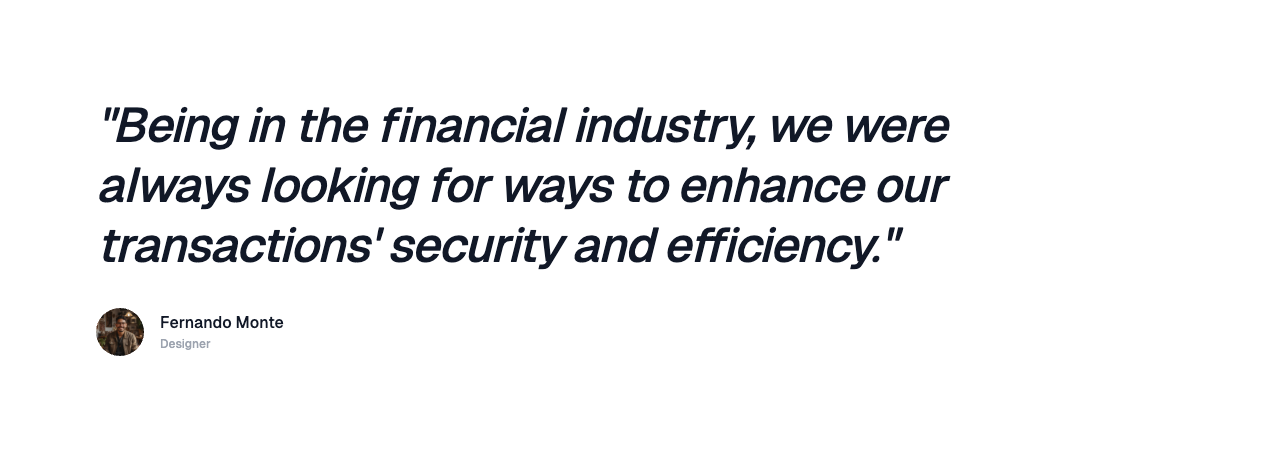 "Being in the financial industry, we were
always looking for ways to enhance our
transactions' security and efficiency."
Fernando Monte
Designer